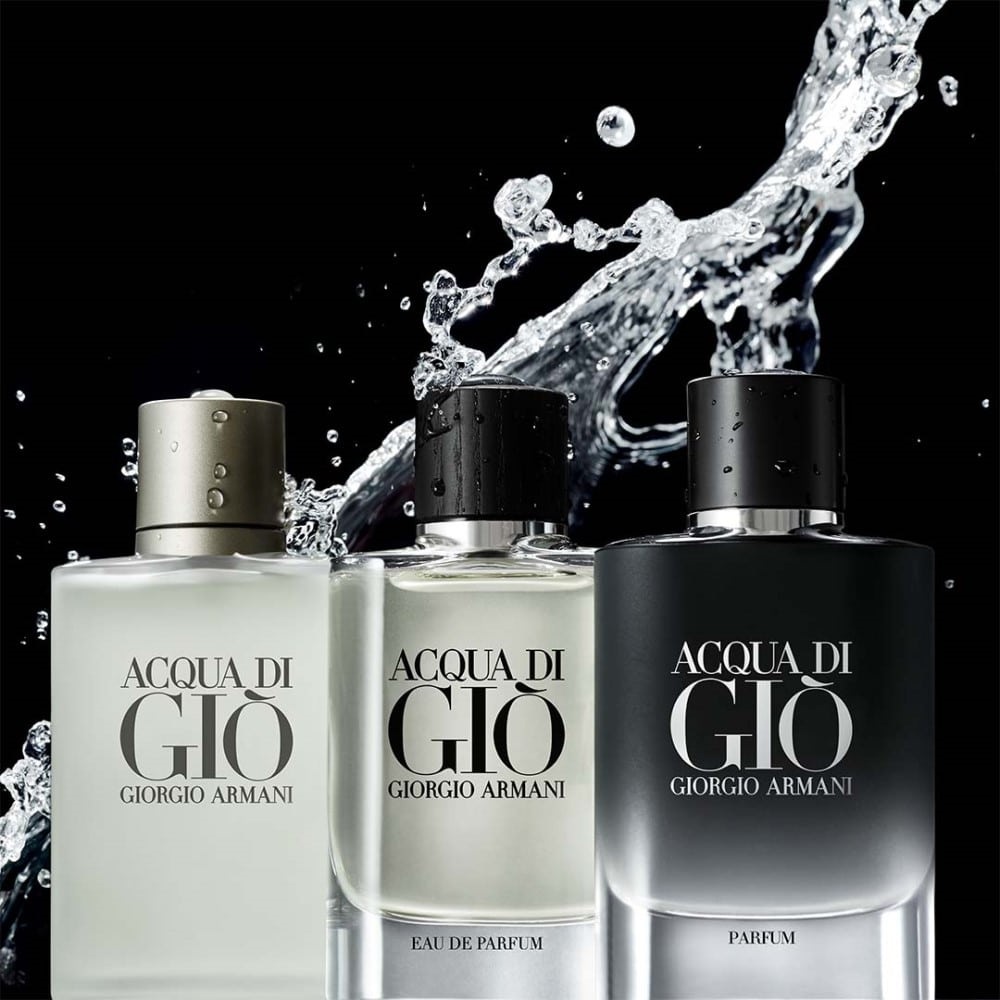 ACQUA DI
GIÒ
GIORGIO ARMANI
ACQUA DI
GIÒ
GIORGIO ARMANI
EAU DE PARFUM
ACQUA DI
GIÒ
GIORGIO ARMANI
PARFUM